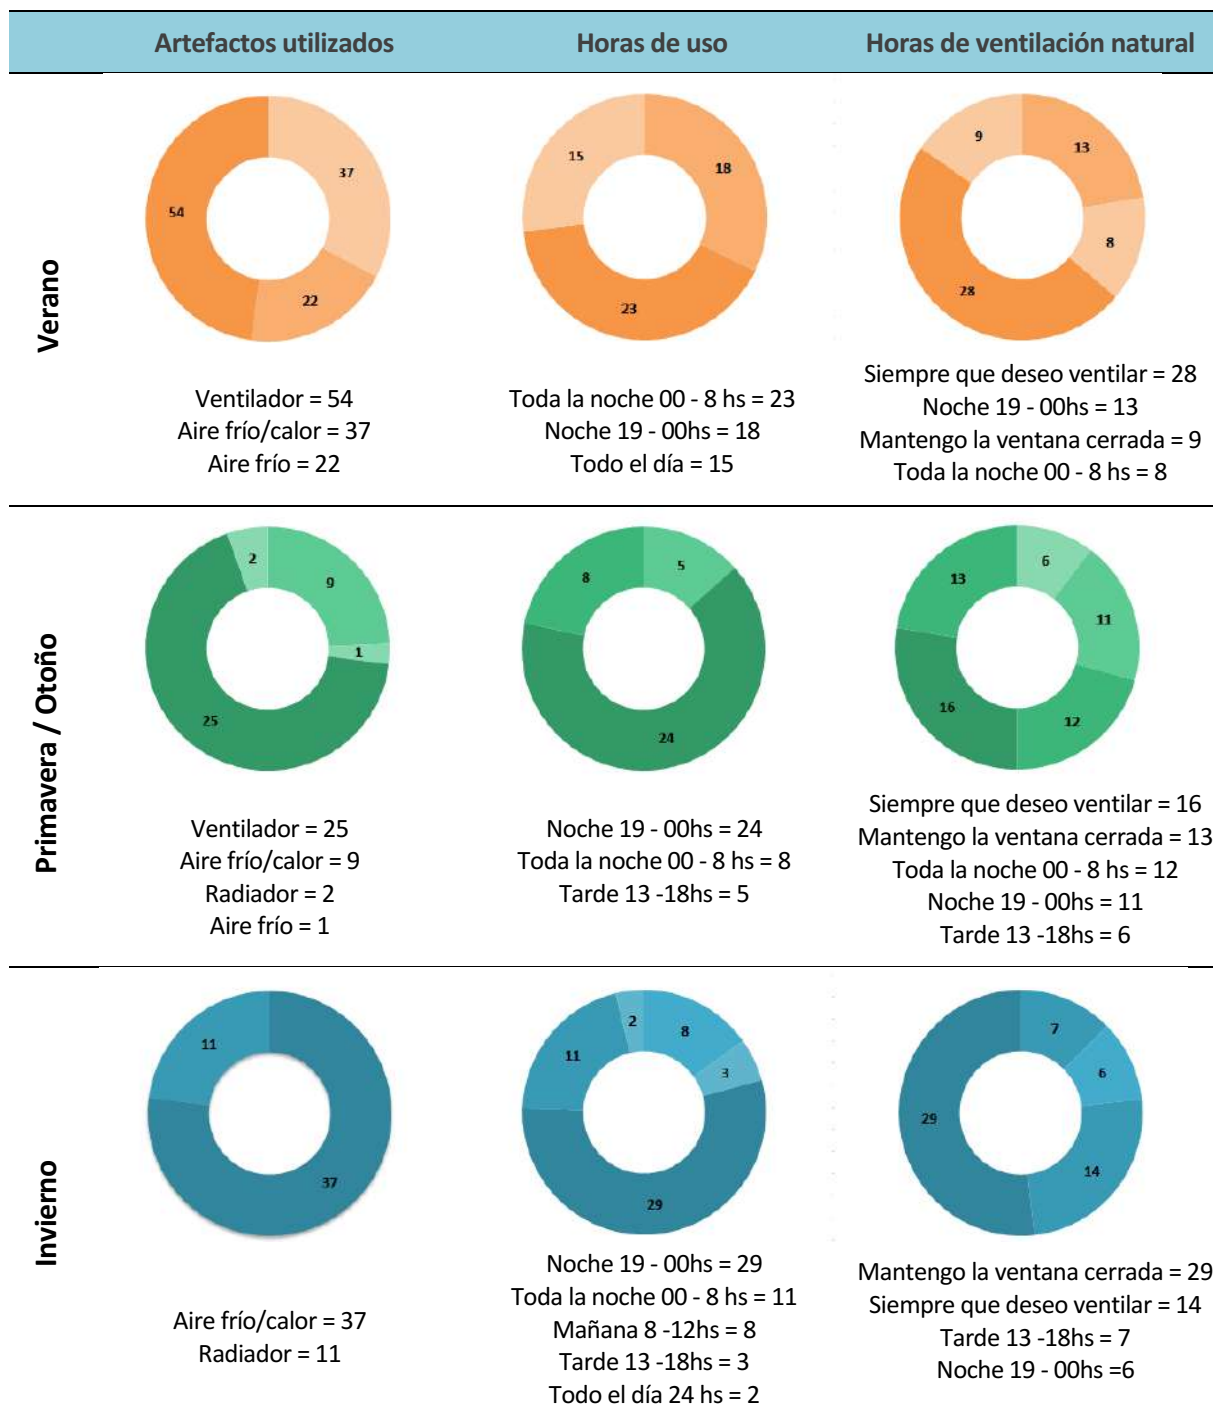 Artefactos utilizados
Horas de uso
Horas de ventilación natural
Verano
37
22
54
18
23
15
13
8
28
9
Ventilador = 54
Aire frío/calor = 37
Aire frío = 22
Toda la noche 00 - 8 hs = 23
Noche 19 - 00hs = 18
Todo el día = 15
Siempre que deseo ventilar = 28
Noche 19 - 00hs = 13
Mantengo la ventana cerrada = 9
Toda la noche 00 - 8 hs = 8
Primavera / Otoño
9
1
25
2
5
24
8
6
11
12
16
13
Ventilador = 25
Aire frío/calor = 9
Radiador = 2
Aire frío = 1
Noche 19 - 00hs = 24
Toda la noche 00 - 8 hs = 8
Tarde 13 -18hs = 5
Siempre que deseo ventilar = 16
Mantengo la ventana cerrada = 13
Toda la noche 00 - 8 hs = 12
Noche 19 - 00hs = 11
Tarde 13 -18hs = 6
Invierno
37
11
8
3
29
11
2
7
6
14
29
Aire frío/calor = 37
Radiador = 11
Noche 19 - 00hs = 29
Toda la noche 00 - 8 hs = 11
Mañana 8 -12hs = 8
Tarde 13 -18hs = 3
Todo el día 24 hs = 2
Mantengo la ventana cerrada = 29
Siempre que deseo ventilar = 14
Tarde 13 -18hs = 7
Noche 19 - 00hs =6